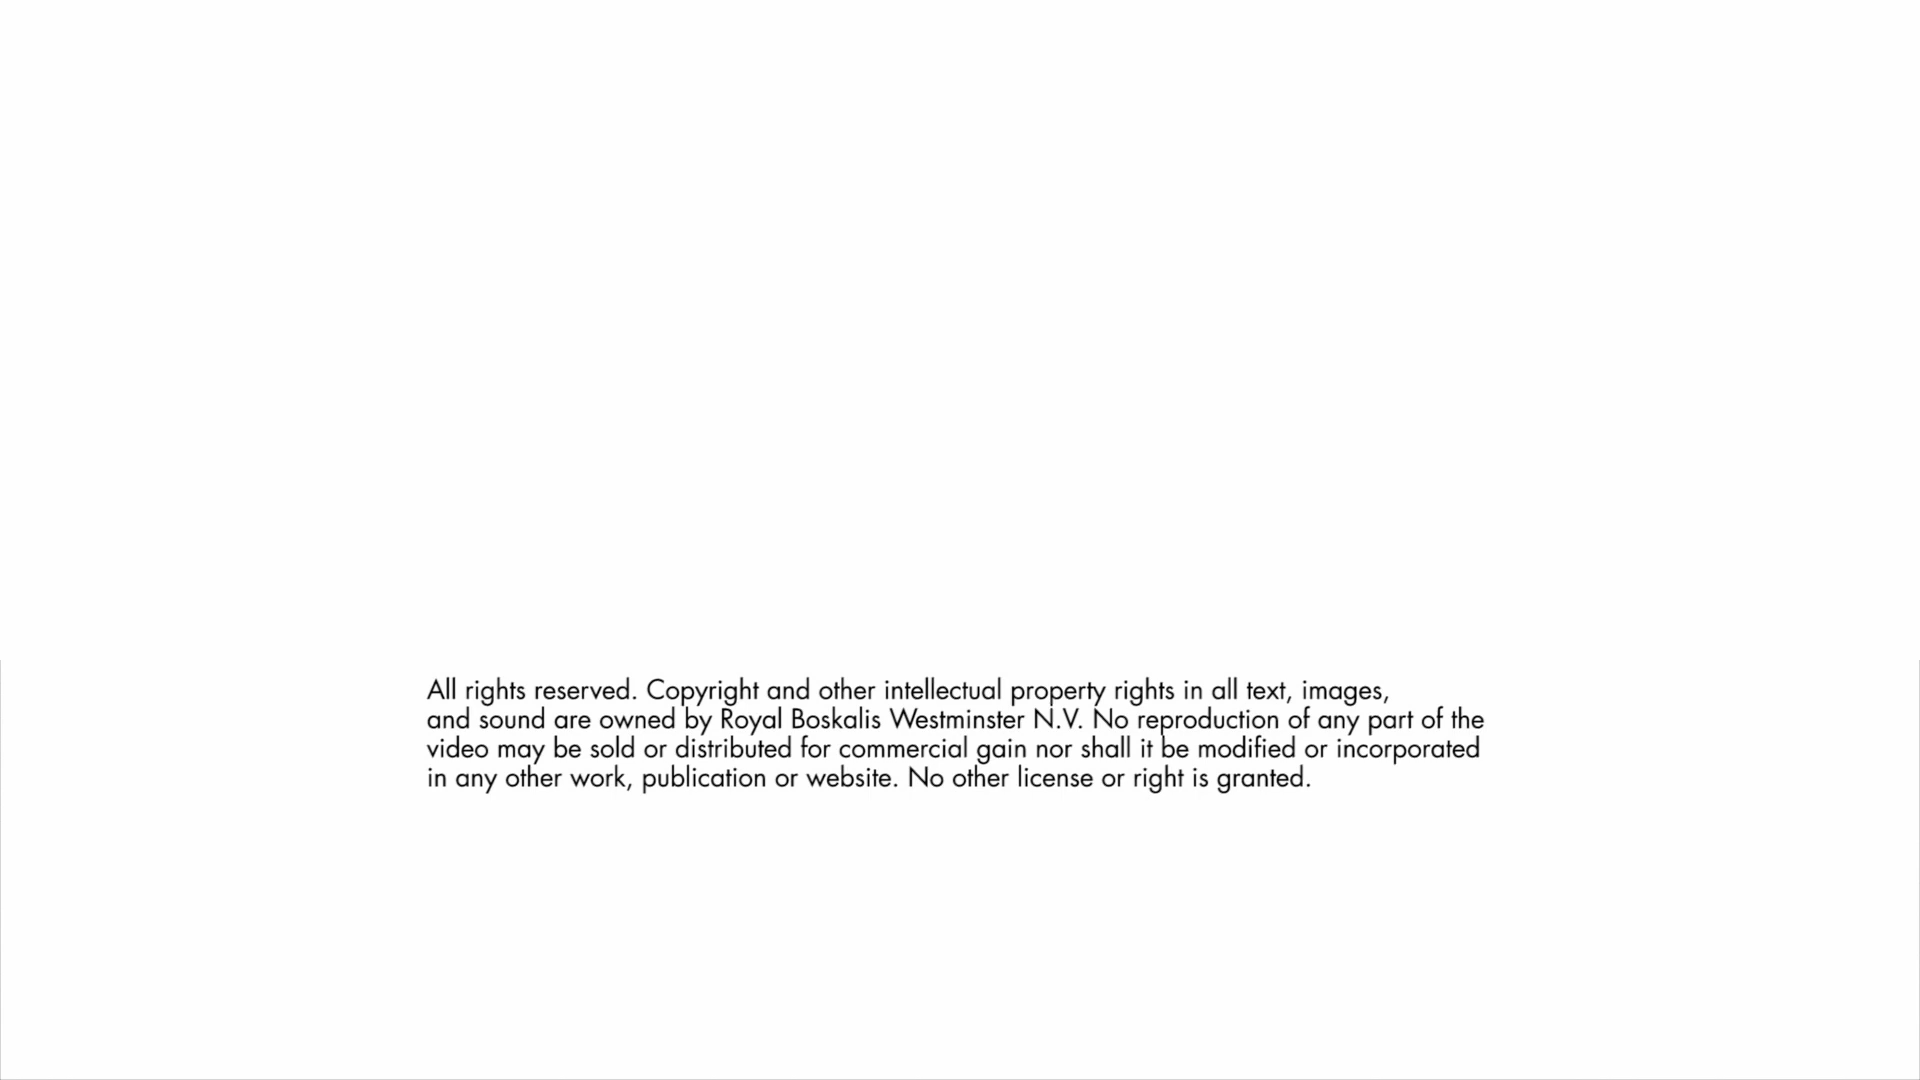 All rights reserved. Copyright and other intellectual property rights in all text, images,
and sound are owned by Royal Boskalis Westminster N.V. No reproduction of any part of the
video may be sold or distributed for commercial gain nor shall it be modified or incorporated
in any other work, publication or website. No other license or right is granted.